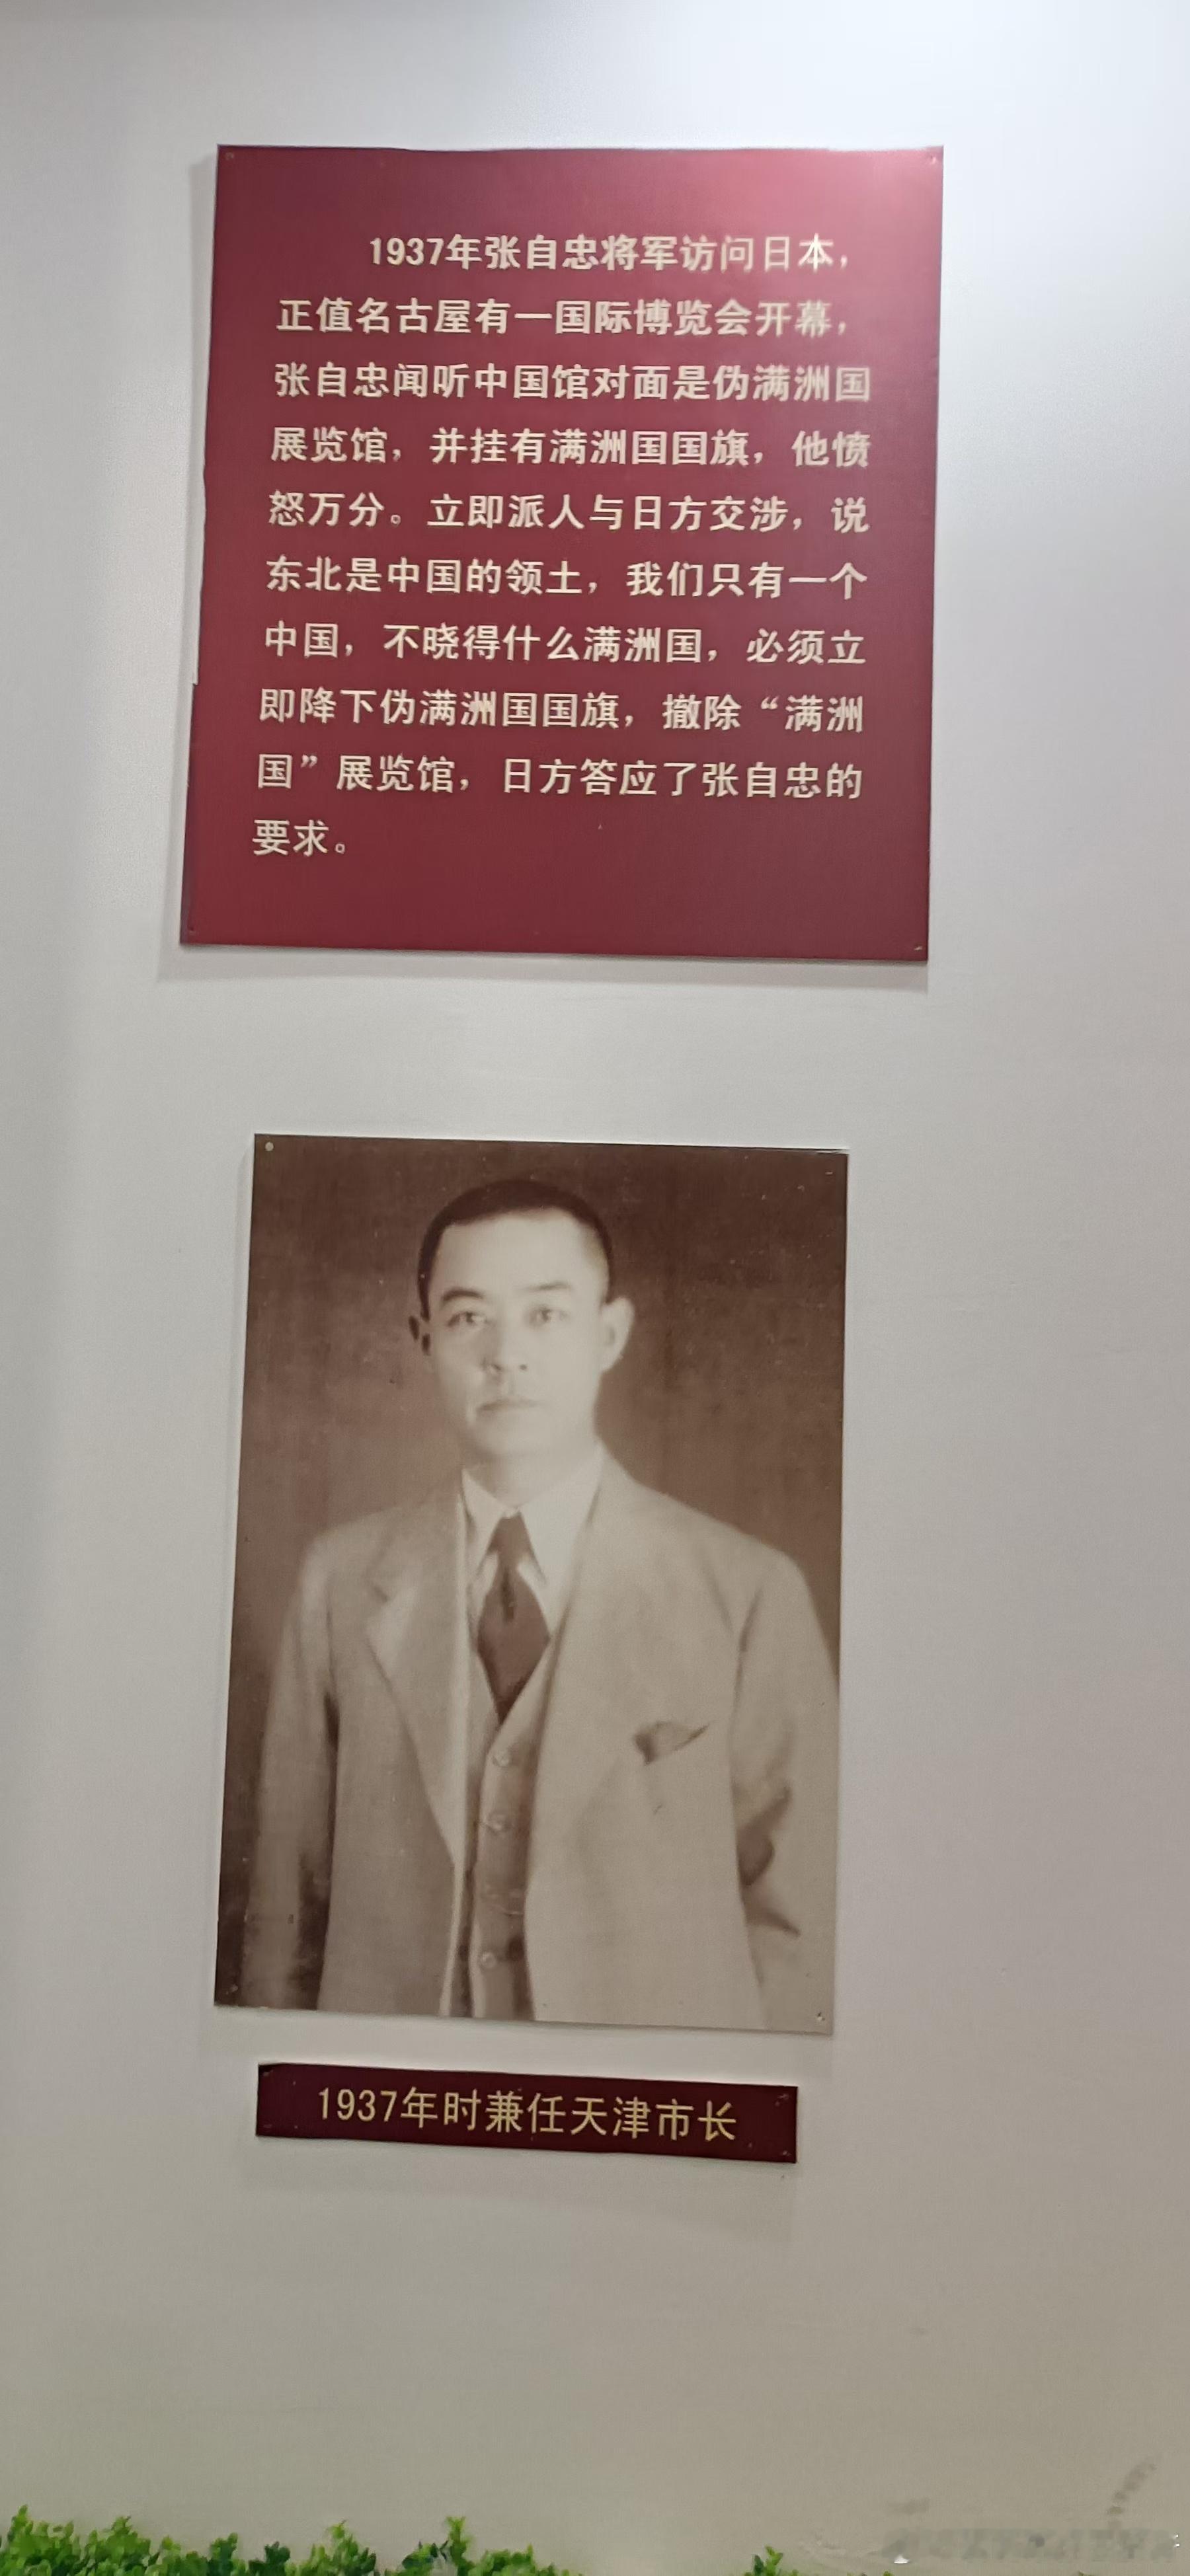 1937年张自忠将军访问日本，
正值名古屋有一国际博览会开幕，
张自忠闻听中国馆对面是伪满洲国
展览馆，并挂有满洲国国旗，他愤
怒万分。立即派人与日方交涉，说
东北是中国的领土，我们只有一个
中国，不晓得什么满洲国，必须立
即降下伪满洲国国旗，撤除“满洲
国”展览馆，日方答应了张自忠的
要求。
1937年时兼任天津市长